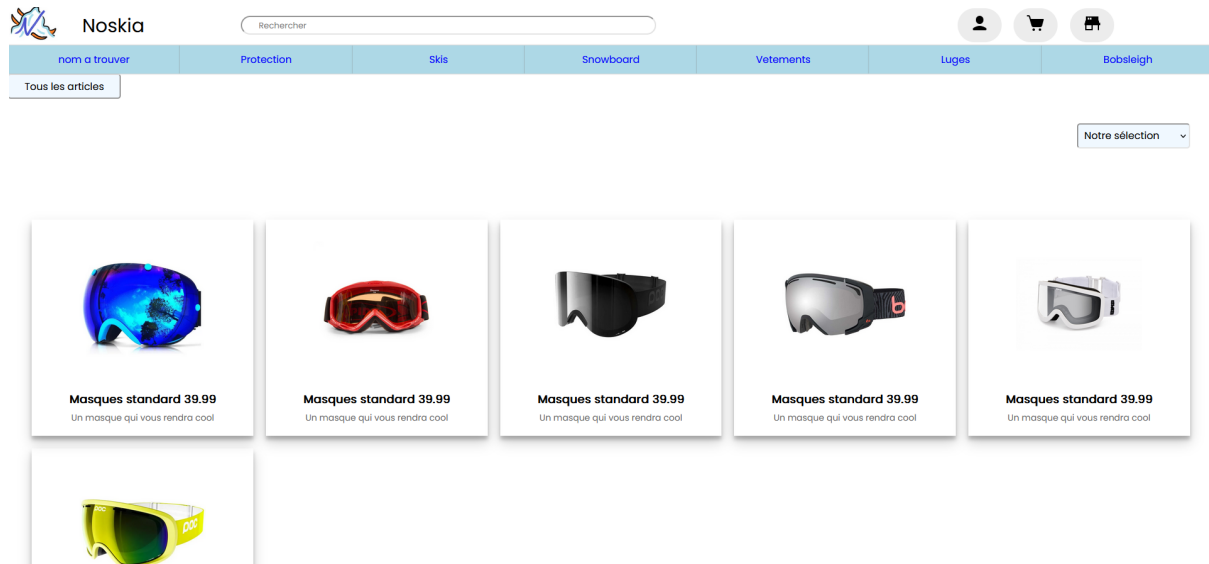 Noskia
Rechercher
nom a trouver
Protection
Skis
Snowboard
Vetements
Luges
Bobsleigh
Tous les articles
Notre sélection
Masques standard 39.99
Un masque qui vous rendra cool
Masques standard 39.99
Un masque qui vous rendra cool
Masques standard 39.99
Un masque qui vous rendra cool
Masques standard 39.99
Un masque qui vous rendra cool
Masques standard 39.99
Un masque qui vous rendra cool
POC
POC